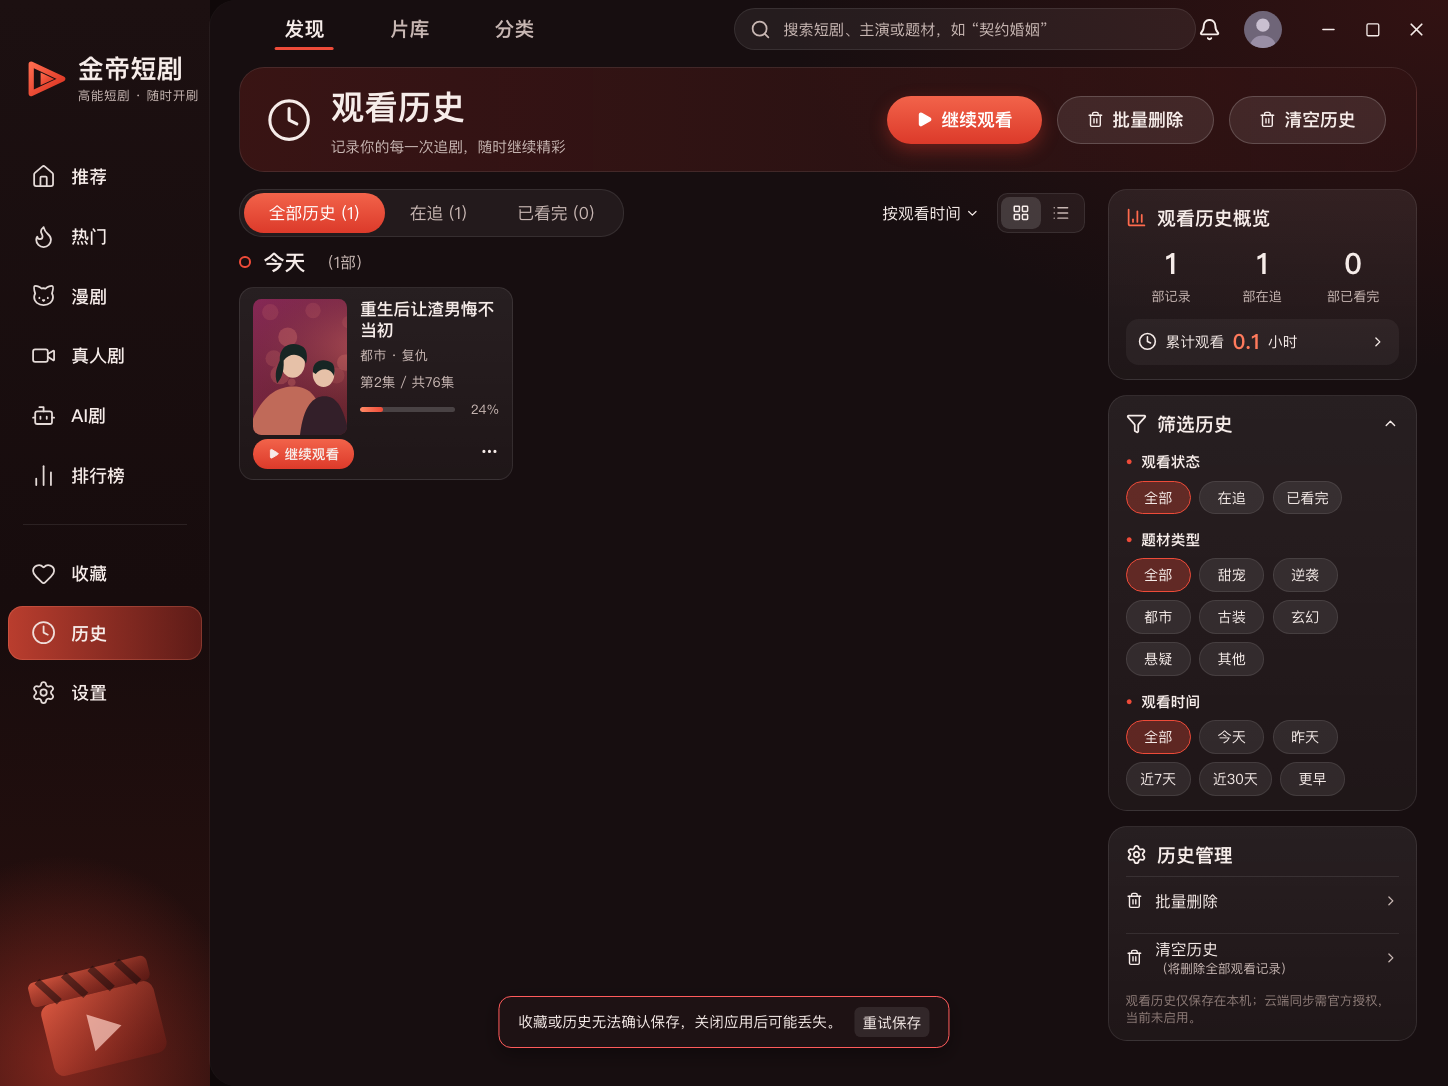 发现
片库
分类
搜索短剧、主演或题材，如 “契约婚姻”
金帝短剧
高能短剧 · 随时开刷
推荐
热门
漫剧
真人剧
AI剧
排行榜
收藏
历史
设置
观看历史
记录你的每一次追剧，随时继续精彩
继续观看
批量删除
清空历史
全部历史 (1)
在追 (1)
已看完 (0)
按观看时间
今天 （1部）
重生后让渣男悔不
当初
都市 · 复仇
第2集 / 共76集
24%
继续观看
观看历史概览
1
部记录
1
部在追
0
部已看完
累计观看 0.1 小时
筛选历史
观看状态
全部
在追
已看完
题材类型
全部
甜宠
逆袭
都市
古装
玄幻
悬疑
其他
观看时间
全部
今天
昨天
近7天
近30天
更早
历史管理
批量删除
清空历史
（将删除全部观看记录）
观看历史仅保存在本机；云端同步需官方授权，
当前未启用。
收藏或历史无法确认保存，关闭应用后可能丢失。
重试保存